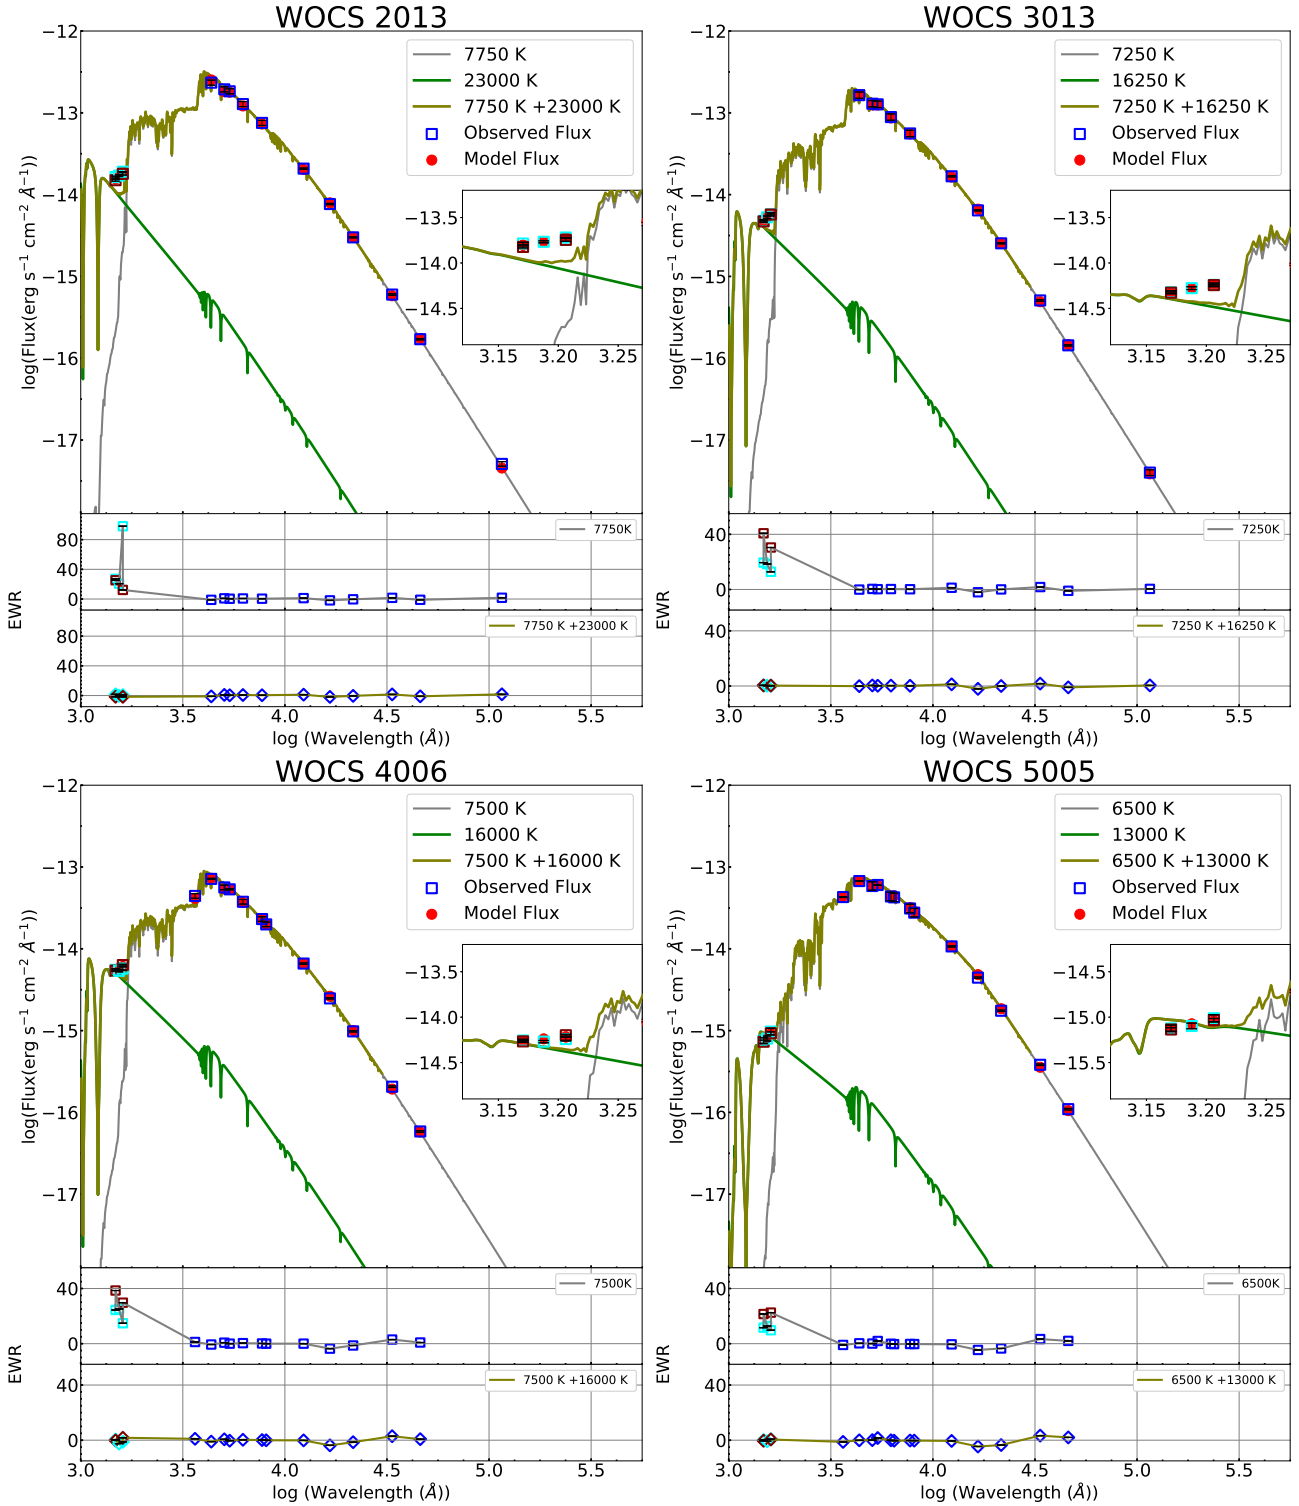 WOCS 2013
−12
−13
−14
−15
−16
−17
log(Flux(erg s⁻¹ cm⁻² Å⁻¹))
7750 K
23000 K
7750 K +23000 K
Observed Flux
Model Flux
−13.5
−14.0
−14.5
3.15
3.20
3.25
80
40
0
7750K
EWR
80
40
0
7750 K +23000 K
3.0
3.5
4.0
4.5
5.0
5.5
log (Wavelength (Å))
WOCS 3013
−12
−13
−14
−15
−16
−17
log(Flux(erg s⁻¹ cm⁻² Å⁻¹))
7250 K
16250 K
7250 K +16250 K
Observed Flux
Model Flux
−13.5
−14.0
−14.5
3.15
3.20
3.25
40
0
7250K
EWR
40
0
7250 K +16250 K
3.0
3.5
4.0
4.5
5.0
5.5
log (Wavelength (Å))
WOCS 4006
−12
−13
−14
−15
−16
−17
log(Flux(erg s⁻¹ cm⁻² Å⁻¹))
7500 K
16000 K
7500 K +16000 K
Observed Flux
Model Flux
−13.5
−14.0
−14.5
3.15
3.20
3.25
40
0
7500K
EWR
40
0
7500 K +16000 K
3.0
3.5
4.0
4.5
5.0
5.5
log (Wavelength (Å))
WOCS 5005
−12
−13
−14
−15
−16
−17
log(Flux(erg s⁻¹ cm⁻² Å⁻¹))
6500 K
13000 K
6500 K +13000 K
Observed Flux
Model Flux
−14.5
−15.0
−15.5
3.15
3.20
3.25
40
0
6500K
EWR
40
0
6500 K +13000 K
3.0
3.5
4.0
4.5
5.0
5.5
log (Wavelength (Å))